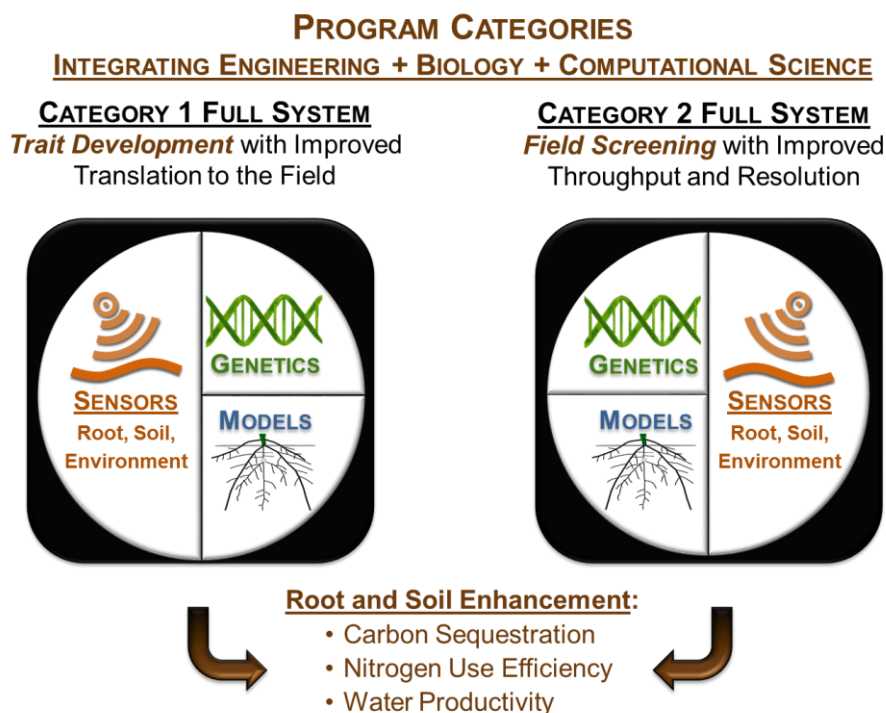 PROGRAM CATEGORIES
INTEGRATING ENGINEERING + BIOLOGY + COMPUTATIONAL SCIENCE
CATEGORY 1 FULL SYSTEM
Trait Development with Improved
Translation to the Field
CATEGORY 2 FULL SYSTEM
Field Screening with Improved
Throughput and Resolution
SENSORS
Root, Soil,
Environment
GENETICS
MODELS
GENETICS
MODELS
SENSORS
Root, Soil,
Environment
Root and Soil Enhancement:
• Carbon Sequestration
• Nitrogen Use Efficiency
• Water Productivity